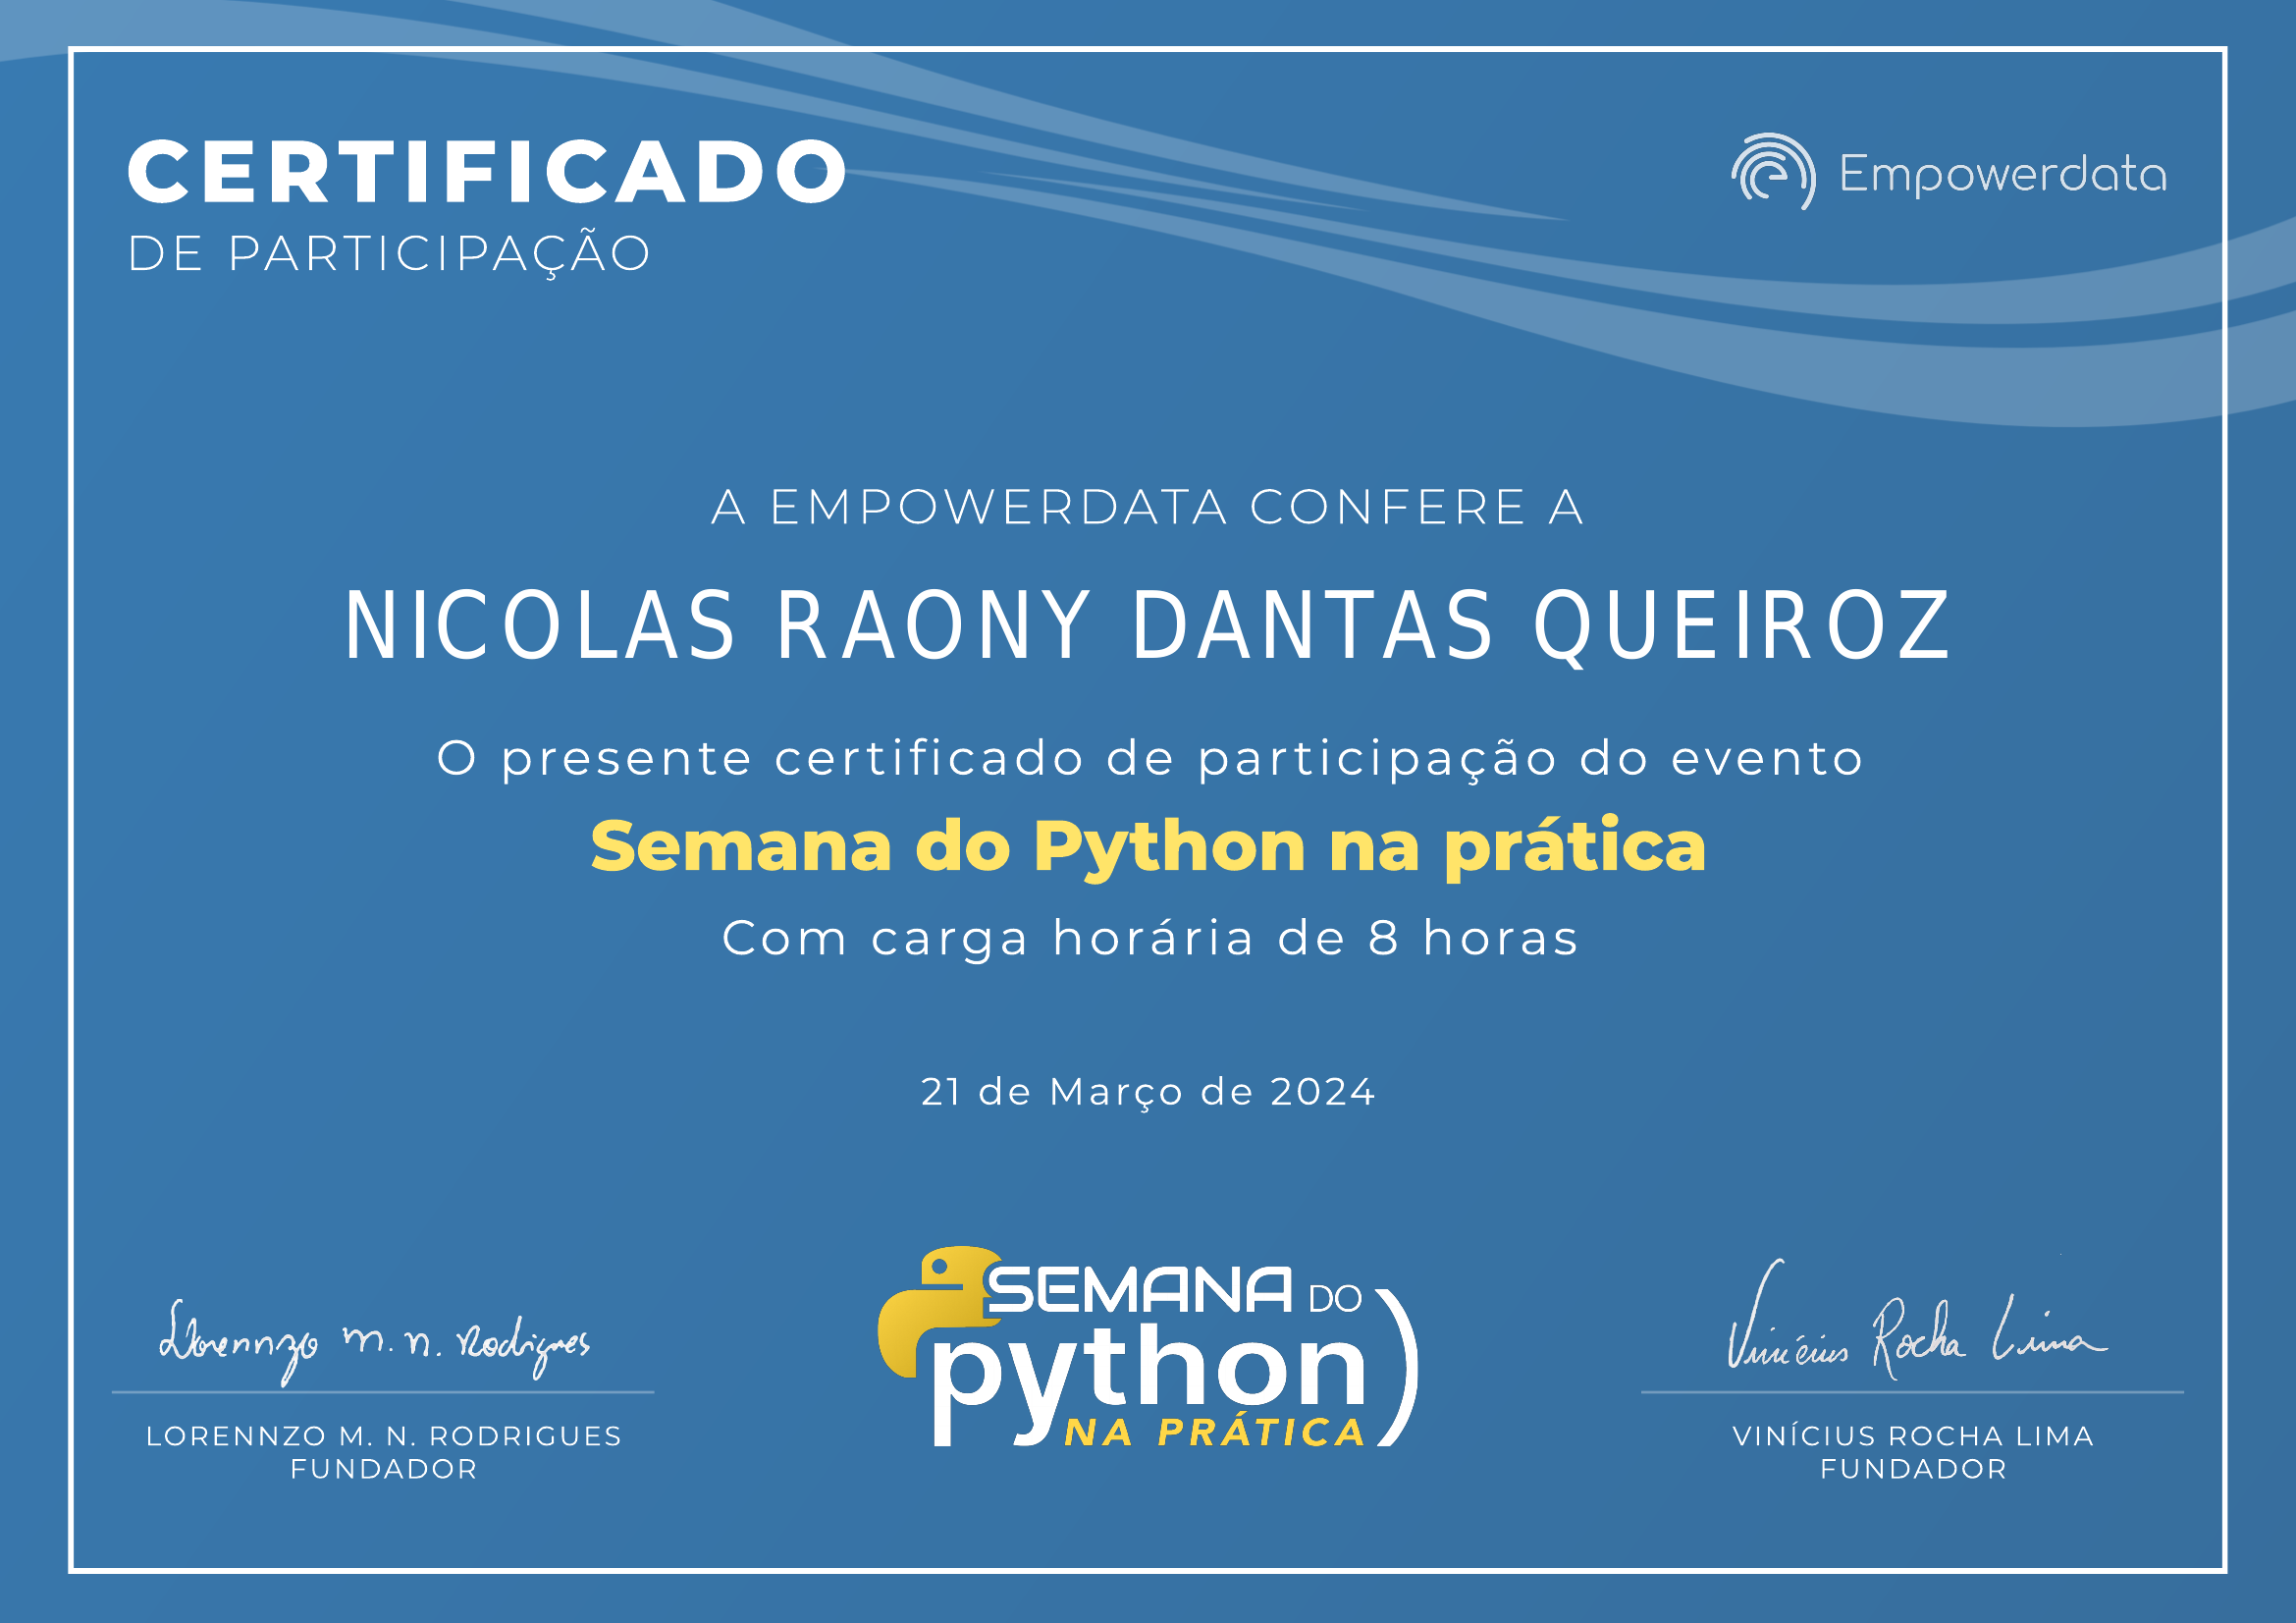 CERTIFICADO
DE PARTICIPAÇÃO
Empowerdata
A EMPOWERDATA CONFERE A
NICOLAS RAONY DANTAS QUEIROZ
O presente certificado de participação do evento
Semana do Python na prática
Com carga horária de 8 horas
21 de Março de 2024
Lorennzo M. N. Rodrigues
LORENNZO M. N. RODRIGUES
FUNDADOR
SEMANA DO
python
NA PRÁTICA
Vinícius Rocha Lima
VINÍCIUS ROCHA LIMA
FUNDADOR